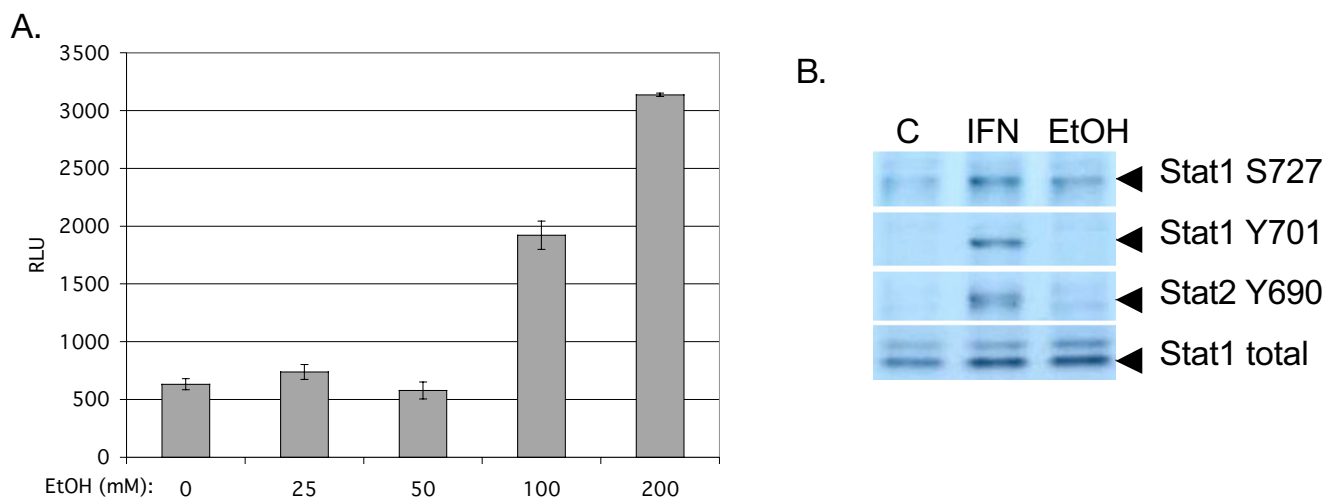 A.
3500
3000
2500
2000
1500
1000
500
0
RLU
EtOH (mM): 0 25 50 100 200
B.
C IFN EtOH
Stat1 S727
Stat1 Y701
Stat2 Y690
Stat1 total